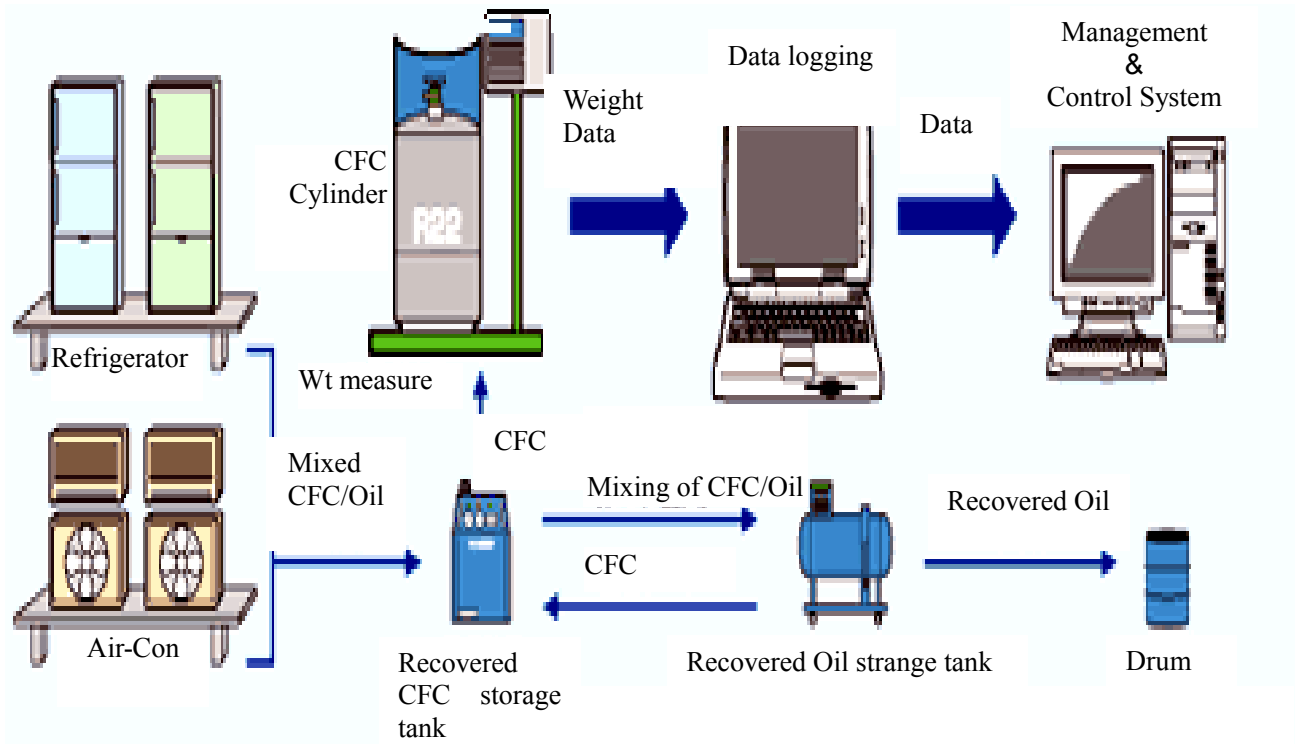 Management
&
Control System
Data logging
Weight
Data
Data
CFC
Cylinder
R22
Refrigerator
Wt measure
CFC
Mixed
CFC/Oil
Mixing of CFC/Oil
Recovered Oil
CFC
Air-Con
Recovered
CFC storage
tank
Recovered Oil strange tank
Drum